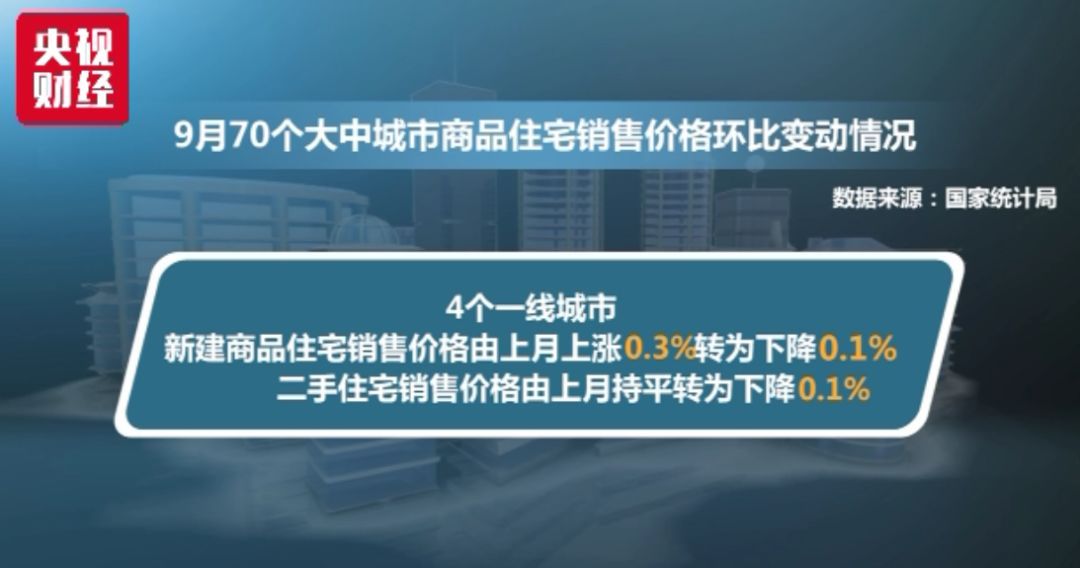 央视
财经
9月70个大中城市商品住宅销售价格环比变动情况
数据来源：国家统计局
4个一线城市
新建商品住宅销售价格由上月上涨0.3%转为下降0.1%
二手住宅销售价格由上月持平转为下降0.1%